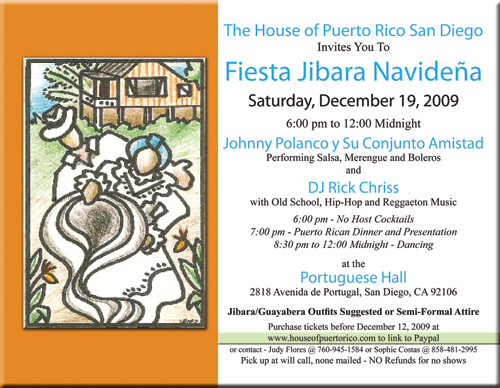 The House of Puerto Rico San Diego
Invites You To
Fiesta Jibara Navideña
Saturday, December 19, 2009
6:00 pm to 12:00 Midnight
Johnny Polanco y Su Conjunto Amistad
Performing Salsa, Merengue and Boleros
and
DJ Rick Chriss
with Old School, Hip-Hop and Reggaeton Music
6:00 pm - No Host Cocktails
7:00 pm - Puerto Rican Dinner and Presentation
8:30 pm to 12:00 Midnight - Dancing
at the
Portuguese Hall
2818 Avenida de Portugal, San Diego, CA 92106
Jibara/Guayabera Outfits Suggested or Semi-Formal Attire
Purchase tickets before December 12, 2009 at
www.houseofpuertorico.com to link to Paypal
or contact - Judy Flores @ 760-945-1584 or Sophie Costas @ 858-481-2995
Pick up at will call, none mailed - NO Refunds for no shows